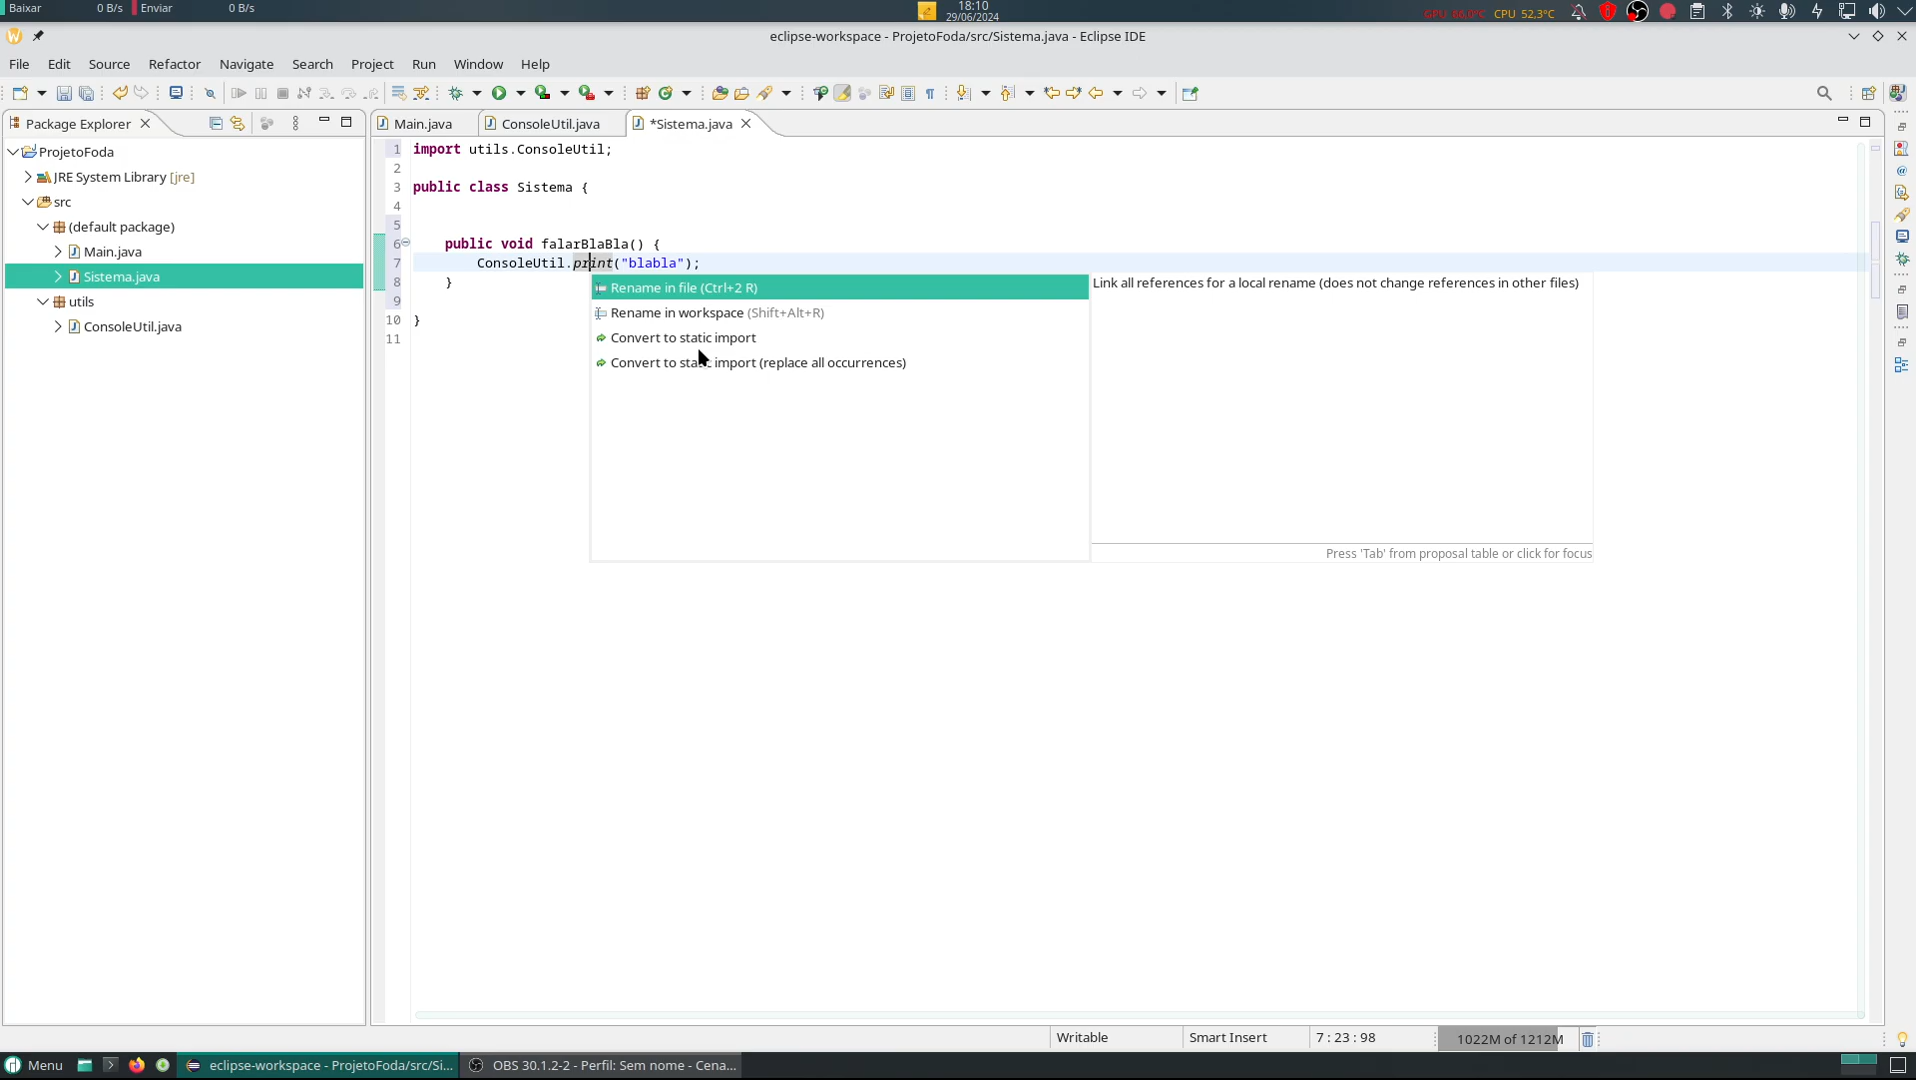 Baixar 0 B/s Enviar 0 B/s
18:10
29/06/2024
GPU 66,0°C CPU 52,3°C
eclipse-workspace - ProjetoFoda/src/Sistema.java - Eclipse IDE
File Edit Source Refactor Navigate Search Project Run Window Help
Package Explorer
Main.java ConsoleUtil.java *Sistema.java
ProjetoFoda
JRE System Library [jre]
src
(default package)
Main.java
Sistema.java
utils
ConsoleUtil.java
1 import utils.ConsoleUtil;
2
3 public class Sistema {
4
5
6 public void falarBlaBla() {
7 ConsoleUtil.print("blabla");
8 }
9
10 }
11
Rename in file (Ctrl+2 R)
Rename in workspace (Shift+Alt+R)
Convert to static import
Convert to static import (replace all occurrences)
Link all references for a local rename (does not change references in other files)
Press 'Tab' from proposal table or click for focus
Writable Smart Insert 7 : 23 : 98 1022M of 1212M
Menu eclipse-workspace - ProjetoFoda/src/Si... OBS 30.1.2-2 - Perfil: Sem nome - Cena...